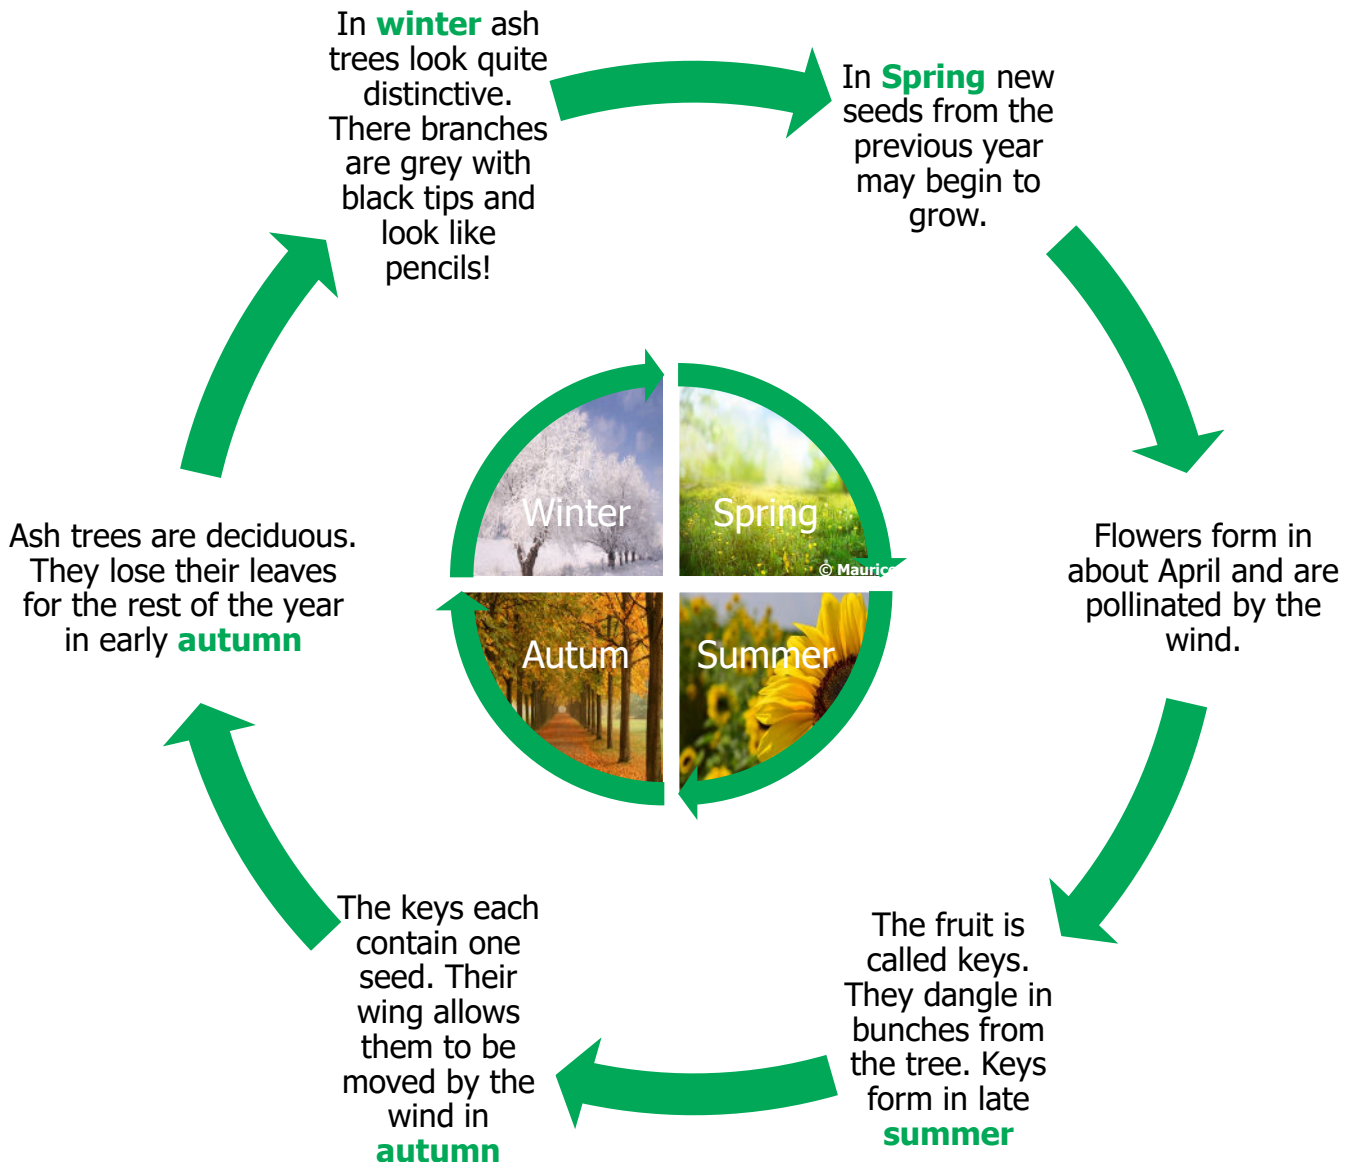 In winter ash
trees look quite
distinctive.
There branches
are grey with
black tips and
look like
pencils!
In Spring new
seeds from the
previous year
may begin to
grow.
Flowers form in
about April and are
pollinated by the
wind.
The fruit is
called keys.
They dangle in
bunches from
the tree. Keys
form in late
summer
The keys each
contain one
seed. Their
wing allows
them to be
moved by the
wind in
autumn
Ash trees are deciduous.
They lose their leaves
for the rest of the year
in early autumn
Winter
Spring
© Maurice
Autum
Summer